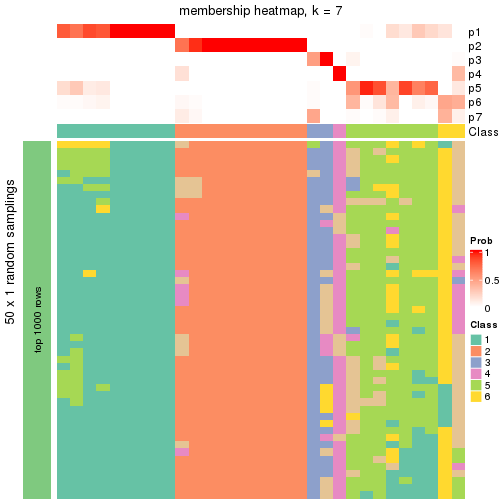 membership heatmap, k = 7
p1
p2
p3
p4
p5
p6
p7
Class
50 x 1 random samplings
top 1000 rows
Prob
1
0.5
0
Class
1
2
3
4
5
6